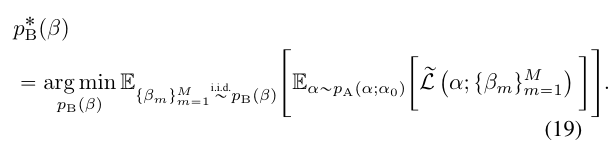 p*_B(β)
= arg min_{p_B(β)} 𝔼_{{β_m}_{m=1}^M i.i.d. ∼ p_B(β)} [ 𝔼_{α∼p_A(α;α_0)} [ ℒ̃ (α; {β_m}_{m=1}^M) ] ].
(19)